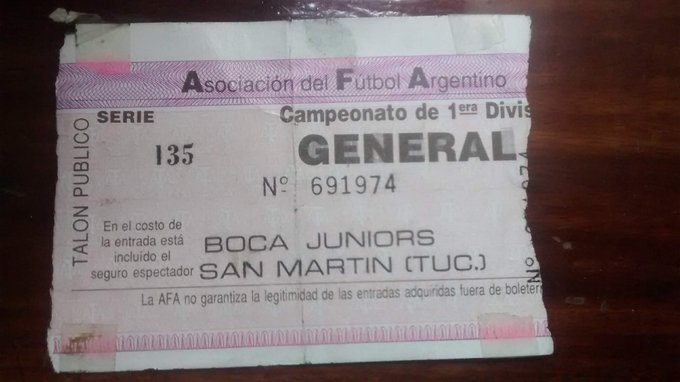 Asociación del Fútbol Argentino
TALON PUBLICO
SERIE
135
Campeonato de 1era Divis
GENERAL
Nº 691974
En el costo de
la entrada está
incluido el
seguro espectador
BOCA JUNIORS
SAN MARTIN (TUC.)
La AFA no garantiza la legitimidad de las entradas adquiridas fuera de boleter
Nº